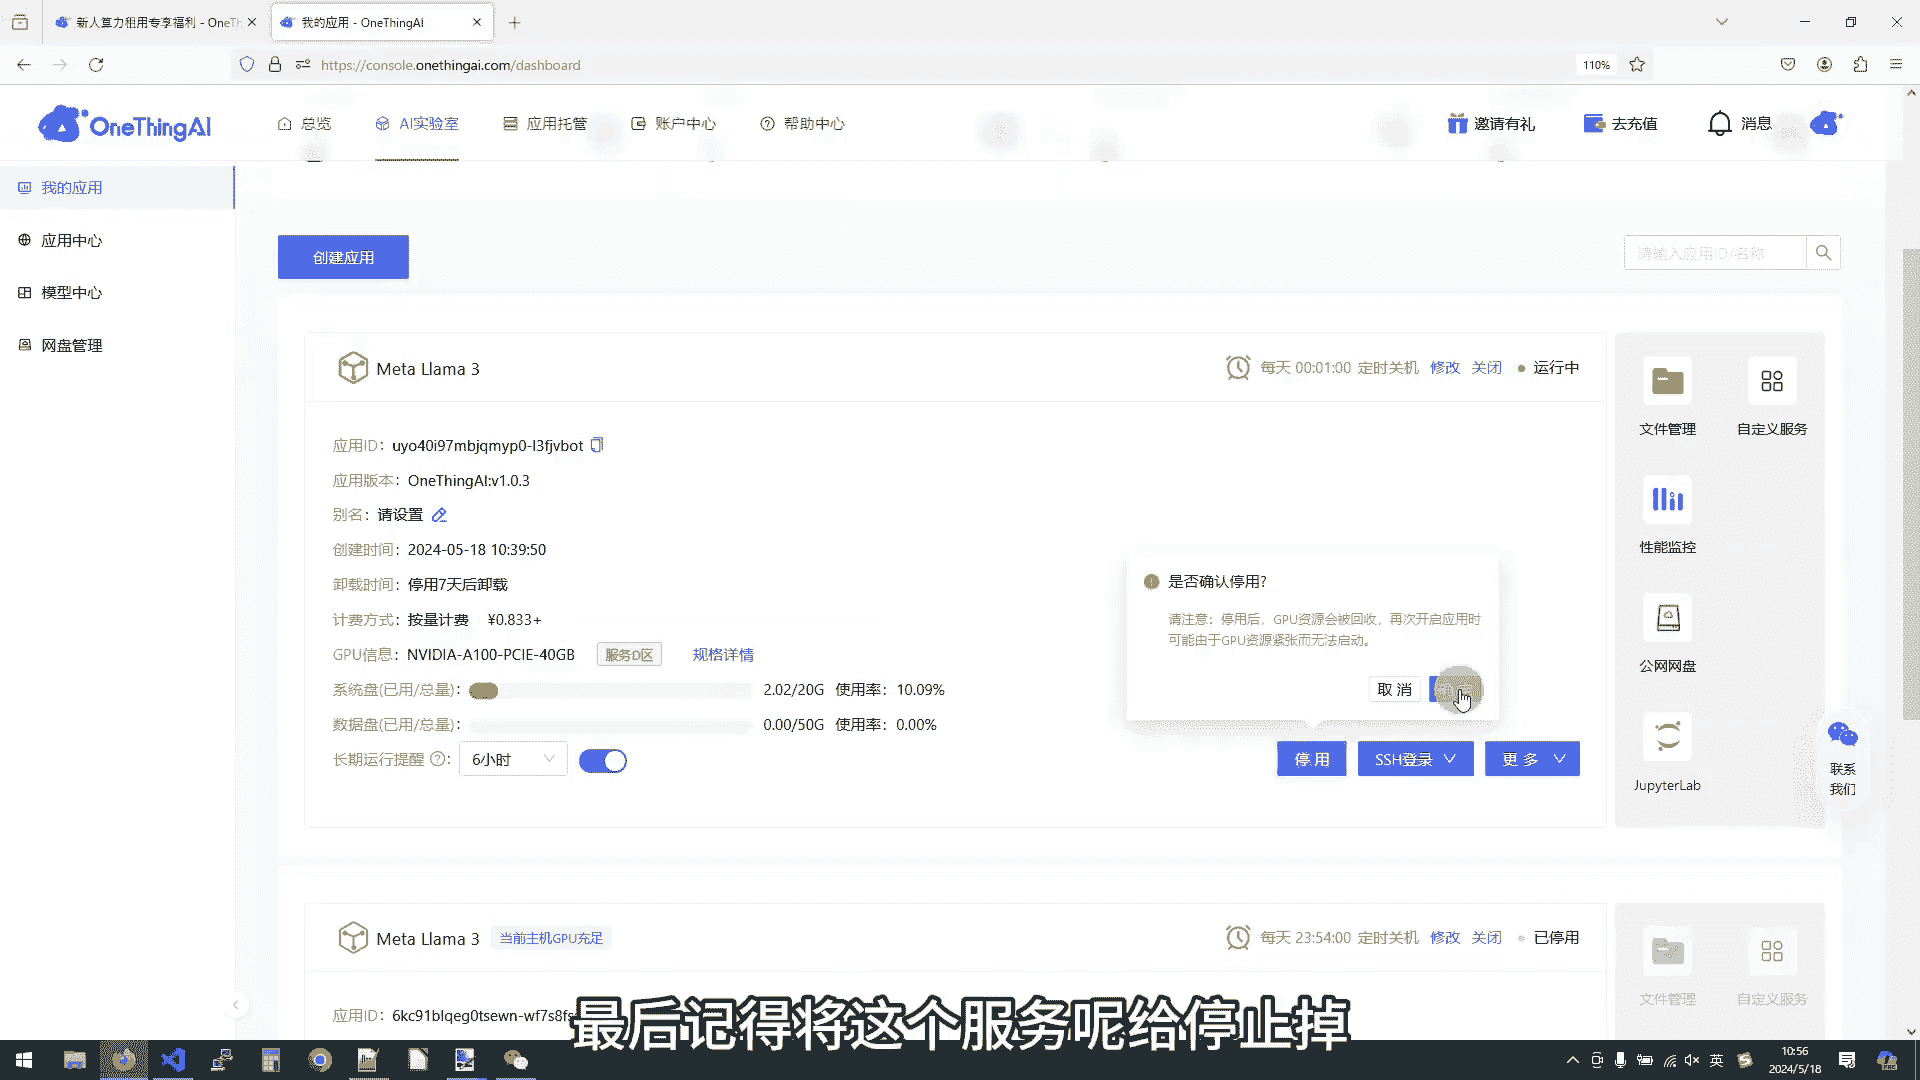 新人算力租用专享福利 - OneTh
我的应用 - OneThingAI
https://console.onethingai.com/dashboard
110%
OneThingAI
总览
AI实验室
应用托管
账户中心
帮助中心
邀请有礼
去充值
消息
我的应用
应用中心
模型中心
网盘管理
创建应用
请输入应用ID/名称
Meta Llama 3
每天 00:01:00 定时关机 修改 关闭 运行中
应用ID: uyo40i97mbjqmyp0-l3fjvbot
应用版本: OneThingAI:v1.0.3
别名: 请设置
创建时间: 2024-05-18 10:39:50
卸载时间: 停用7天后卸载
计费方式: 按量计费 ¥0.833+
GPU信息: NVIDIA-A100-PCIE-40GB 服务D区 规格详情
系统盘(已用/总量): 2.02/20G 使用率: 10.09%
数据盘(已用/总量): 0.00/50G 使用率: 0.00%
长期运行提醒 ?: 6小时
是否确认停用?
请注意: 停用后, GPU资源会被回收, 再次开启应用时
可能由于GPU资源紧张而无法启动。
取 消
停 用
SSH登录
更 多
文件管理
自定义服务
性能监控
公网网盘
JupyterLab
联系
我们
Meta Llama 3 当前主机GPU充足
每天 23:54:00 定时关机 修改 关闭 已停用
应用ID: 6kc91blqeg0tsewn-wf7s8fs
文件管理
自定义服务
最后记得将这个服务呢给停止掉
英
10:56
2024/5/18